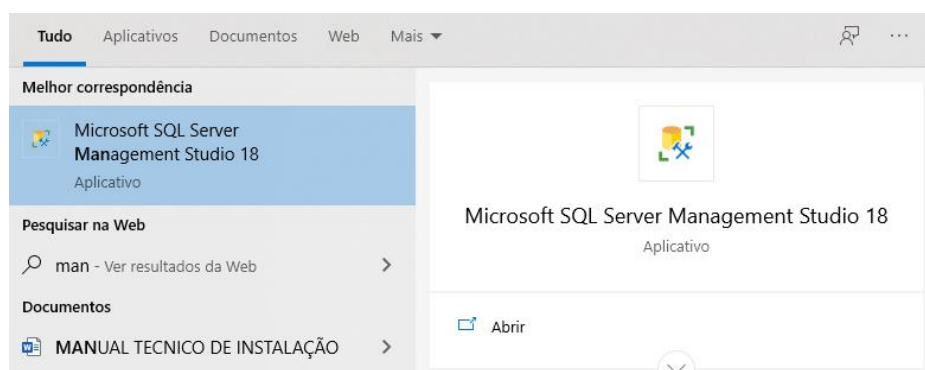 Tudo Aplicativos Documentos Web Mais
Melhor correspondência
Microsoft SQL Server
Management Studio 18
Aplicativo
Pesquisar na Web
man - Ver resultados da Web
Documentos
MANUAL TECNICO DE INSTALAÇÃO
Microsoft SQL Server Management Studio 18
Aplicativo
Abrir